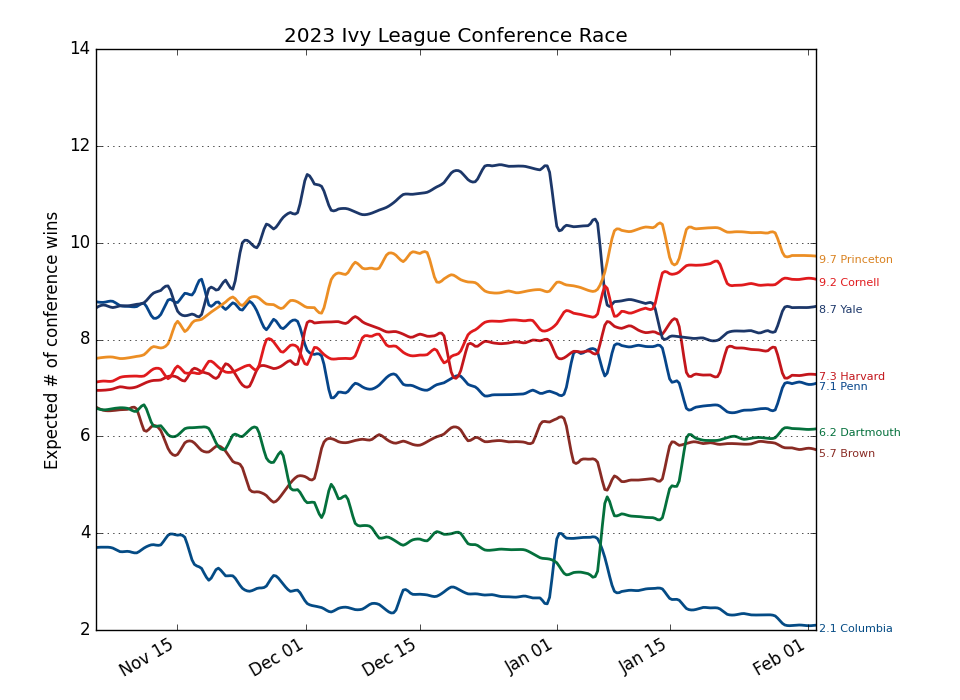 2023 Ivy League Conference Race
Expected # of conference wins
14
12
10
8
6
4
2
Nov 15
Dec 01
Dec 15
Jan 01
Jan 15
Feb 01
9.7 Princeton
9.2 Cornell
8.7 Yale
7.3 Harvard
7.1 Penn
6.2 Dartmouth
5.7 Brown
2.1 Columbia